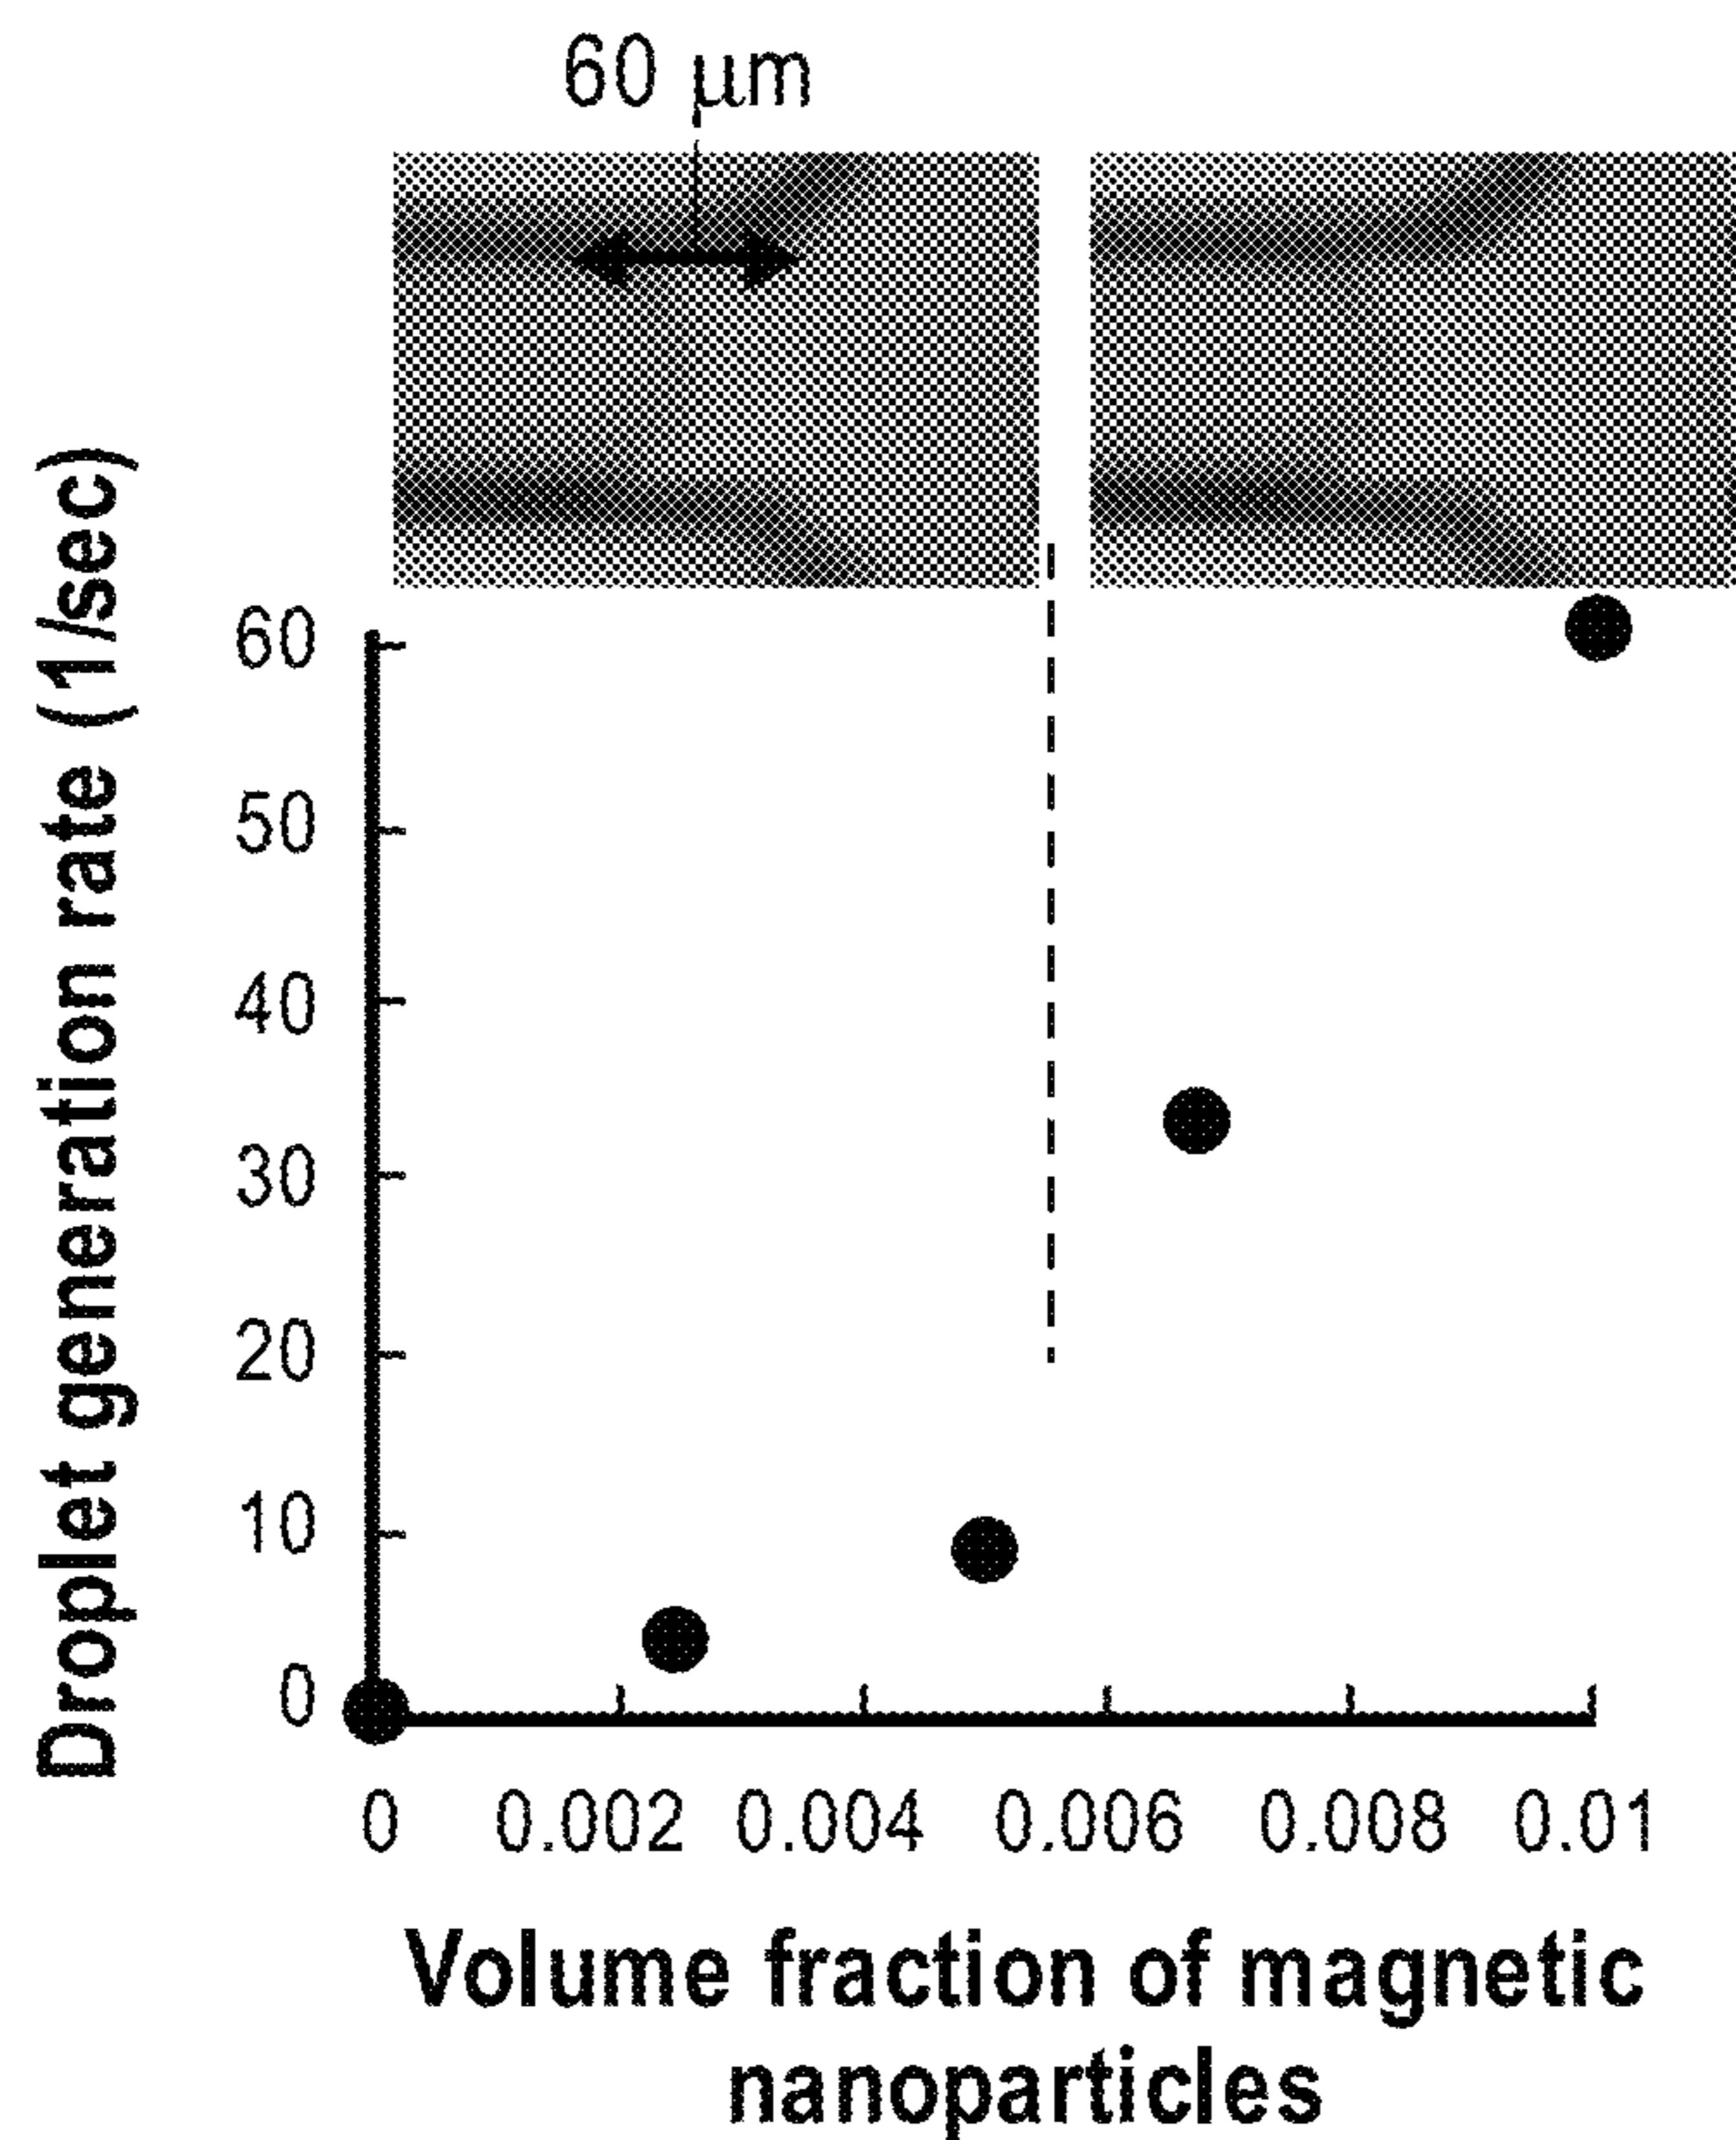 60 µm
Droplet generation rate (1/sec)
60
50
40
30
20
10
0
0 0.002 0.004 0.006 0.008 0.01
Volume fraction of magnetic
nanoparticles